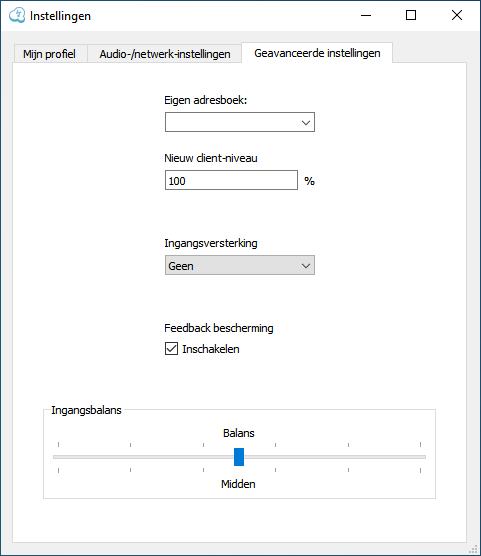 Instellingen
Mijn profiel
Audio-/netwerk-instellingen
Geavanceerde instellingen
Eigen adresboek:
Nieuw client-niveau
100 %
Ingangsversterking
Geen
Feedback bescherming
Inschakelen
Ingangsbalans
Balans
Midden